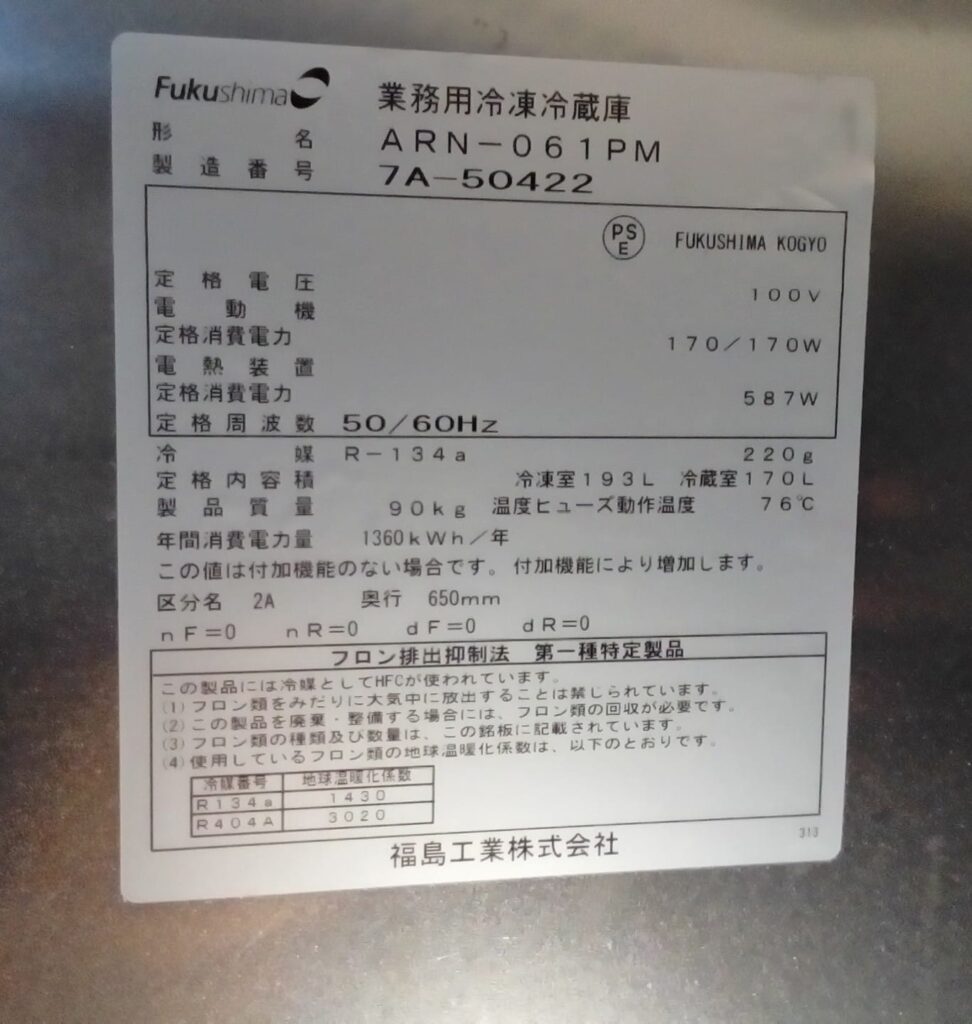 Fukushima 業務用冷凍冷蔵庫
形名 ARN-061PM
製造番号 7A-50422
PSE FUKUSHIMA KOGYO
定格電圧 100V
電動機
定格消費電力 170/170W
電熱装置
定格消費電力 587W
定格周波数 50/60Hz
冷媒 R-134a 220g
定格内容積 冷凍室193L 冷蔵室170L
製品質量 90kg 温度ヒューズ動作温度 76℃
年間消費電力量 1360kWh/年
この値は付加機能のない場合です。付加機能により増加します。
区分名 2A 奥行 650mm
nF=0 nR=0 dF=0 dR=0
フロン排出抑制法 第一種特定製品
この製品には冷媒としてHFCが使われています。
(1) フロン類をみだりに大気中に放出することは禁じられています。
(2) この製品を廃棄・整備する場合には、フロン類の回収が必要です。
(3) フロン類の種類及び数量は、この銘板に記載されています。
(4) 使用しているフロン類の地球温暖化係数は、以下のとおりです。
冷媒番号 地球温暖化係数
R134a 1430
R404A 3020
313
福島工業株式会社